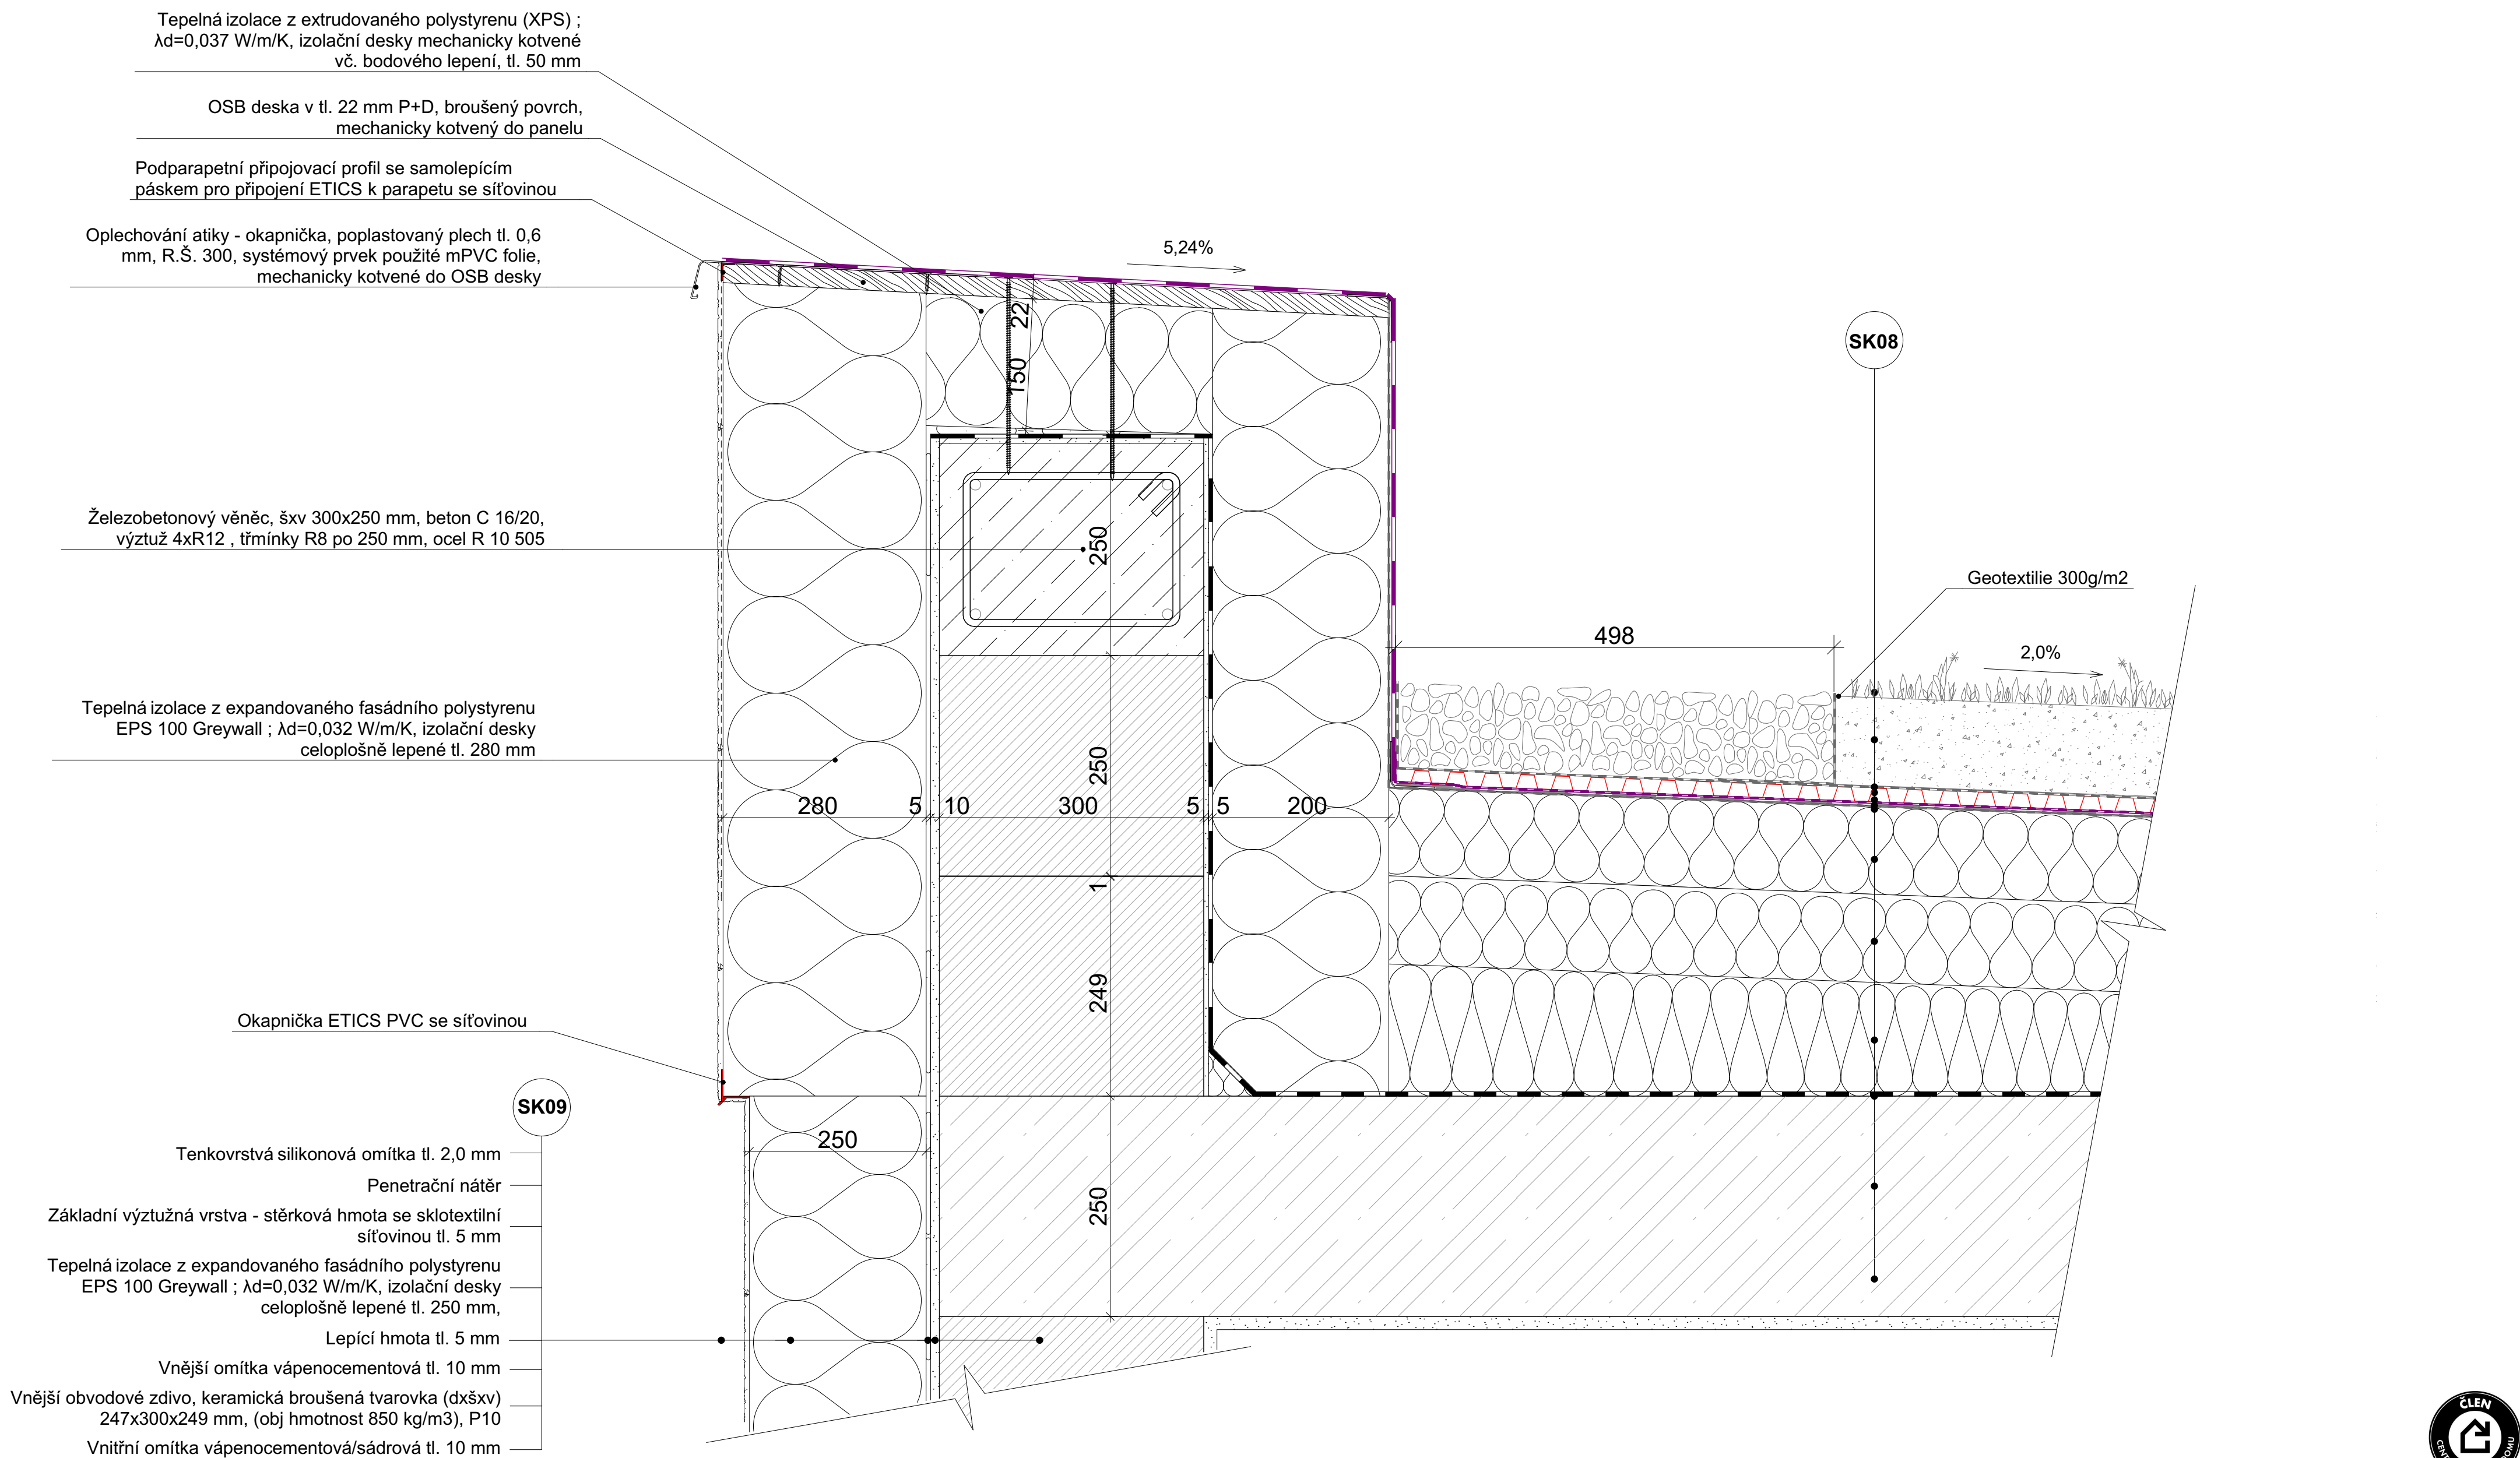 Tepelná izolace z extrudovaného polystyrenu (XPS) ;
λd=0,037 W/m/K, izolační desky mechanicky kotvené
vč. bodového lepení, tl. 50 mm
OSB deska v tl. 22 mm P+D, broušený povrch,
mechanicky kotvený do panelu
Podparapetní připojovací profil se samolepícím
páskem pro připojení ETICS k parapetu se síťovinou
Oplechování atiky - okapnička, poplastovaný plech tl. 0,6
mm, R.Š. 300, systémový prvek použité mPVC folie,
mechanicky kotvené do OSB desky
5,24%
22
150
SK08
Železobetonový věněc, šxv 300x250 mm, beton C 16/20,
výztuž 4xR12 , třmínky R8 po 250 mm, ocel R 10 505
250
Geotextilie 300g/m2
498
2,0%
Tepelná izolace z expandovaného fasádního polystyrenu
EPS 100 Greywall ; λd=0,032 W/m/K, izolační desky
celoplošně lepené tl. 280 mm
250
280 5 10 300 5 5 200
1
249
Okapnička ETICS PVC se síťovinou
SK09
250
250
Tenkovrstvá silikonová omítka tl. 2,0 mm
Penetrační nátěr
Základní výztužná vrstva - stěrková hmota se sklotextilní
síťovinou tl. 5 mm
Tepelná izolace z expandovaného fasádního polystyrenu
EPS 100 Greywall ; λd=0,032 W/m/K, izolační desky
celoplošně lepené tl. 250 mm,
Lepící hmota tl. 5 mm
Vnější omítka vápenocementová tl. 10 mm
Vnější obvodové zdivo, keramická broušená tvarovka (dxšxv)
247x300x249 mm, (obj hmotnost 850 kg/m3), P10
Vnitřní omítka vápenocementová/sádrová tl. 10 mm
ČLEN